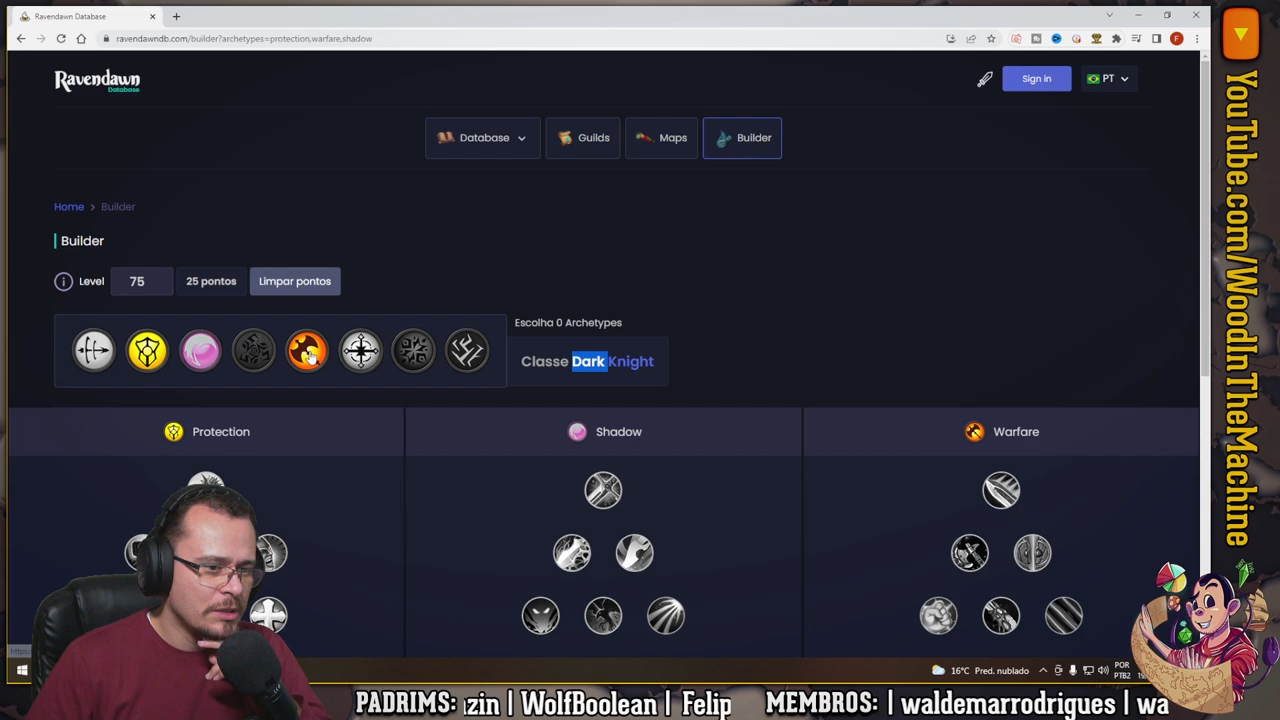 Ravendawn Database
ravendawndb.com/builder?archetypes=protection,warfare,shadow
F
Ravendawn
Database
Sign in
PT
Database
Guilds
Maps
Builder
Home > Builder
Builder
Level
75
25 pontos
Limpar pontos
Escolha 0 Archetypes
Classe Dark Knight
Protection
Shadow
Warfare
16°C Pred. nublado
POR
PTB2
PADRIMS: zin | WolfBoolean | Felip
MEMBROS: | waldemarrodrigues | wa
YouTube.com/WoodInTheMachine